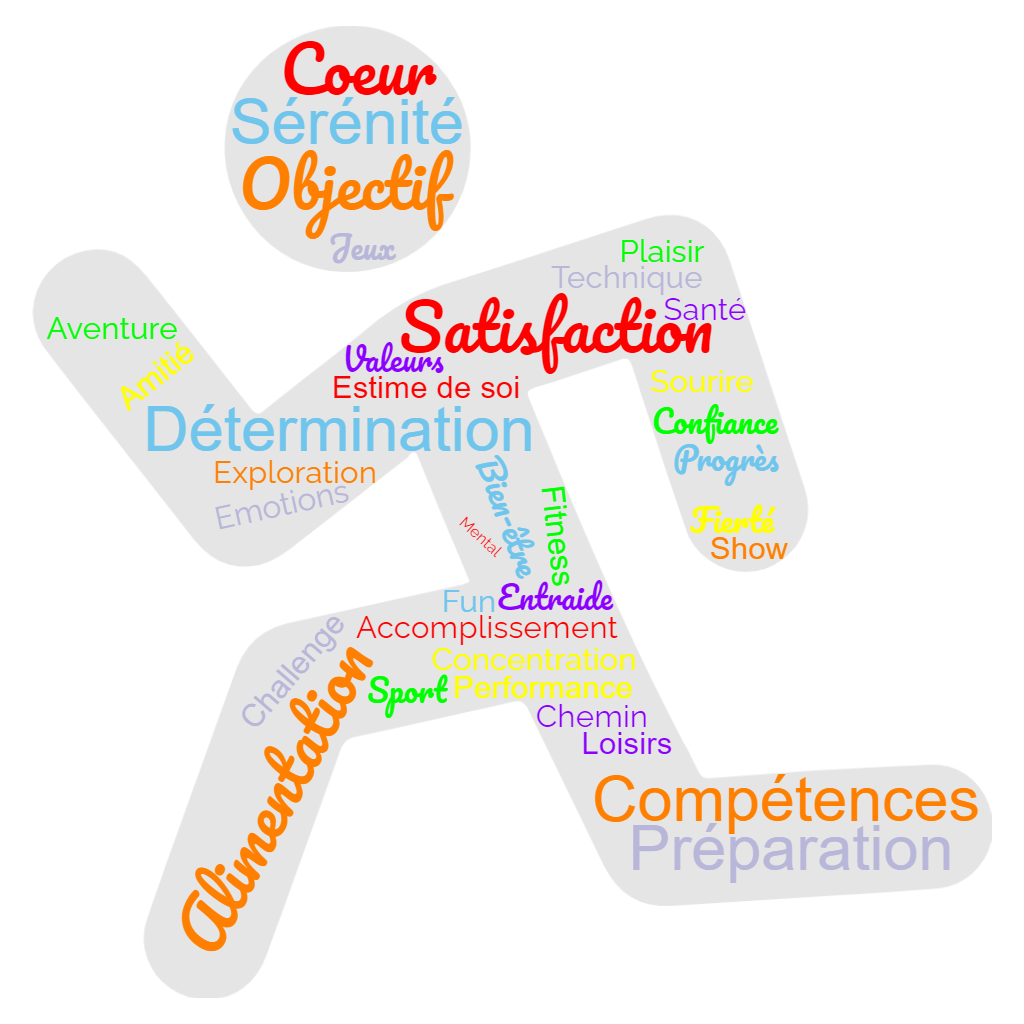 Coeur
Sérénité
Objectif
Jeux
Plaisir
Technique
Santé
Satisfaction
Aventure
Amitié
Valeurs
Estime de soi
Sourire
Confiance
Détermination
Progrès
Exploration
Emotions
Bien-être
Mental
Fitness
Fierté
Show
Fun
Entraide
Accomplissement
Challenge
Concentration
Sport
Performance
Alimentation
Chemin
Loisirs
Compétences
Préparation